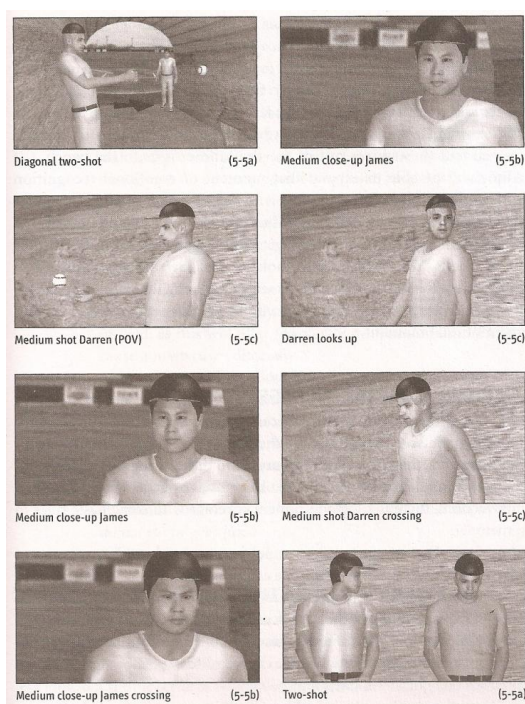 Diagonal two-shot (5-5a)
Medium close-up James (5-5b)
Medium shot Darren (POV) (5-5c)
Darren looks up (5-5c)
Medium close-up James (5-5b)
Medium shot Darren crossing (5-5c)
Medium close-up James crossing (5-5b)
Two-shot (5-5a)